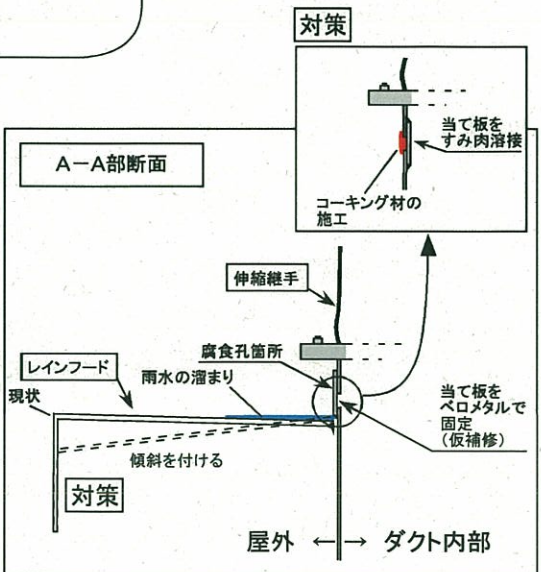 対策
当て板を
すみ肉溶接
コーキング材の
施工
A－A部断面
伸縮継手
腐食孔箇所
レインフード
雨水の溜まり
現状
当て板を
ベロメタルで
固定
(仮補修)
傾斜を付ける
対策
屋外 ←→ ダクト内部